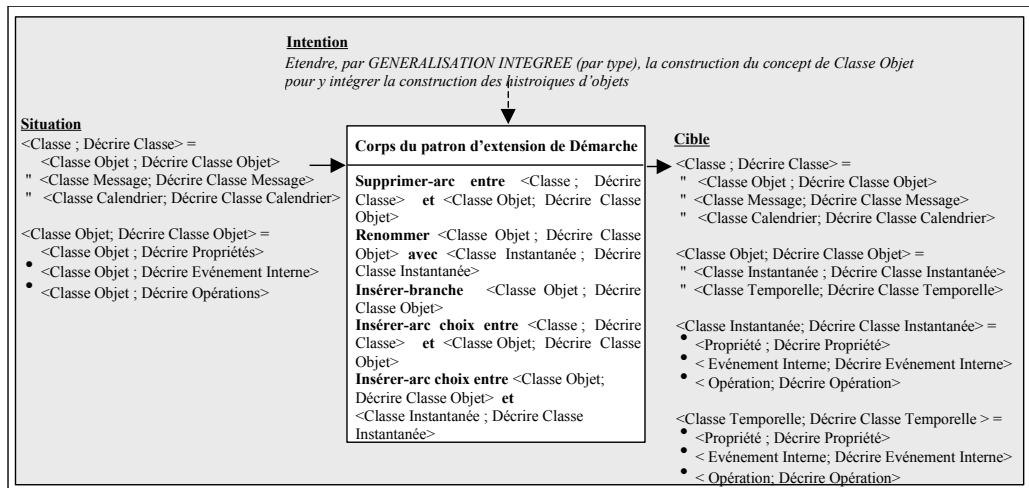 Intention
Etendre, par GENERALISATION INTEGREE (par type), la construction du concept de Classe Objet
pour y intégrer la construction des histroiques d'objets
Situation
<Classe ; Décrire Classe> =
<Classe Objet ; Décrire Classe Objet>
" <Classe Message; Décrire Classe Message>
" <Classe Calendrier; Décrire Classe Calendrier>
<Classe Objet; Décrire Classe Objet> =
<Classe Objet ; Décrire Propriétés>
• <Classe Objet ; Décrire Evénement Interne>
• <Classe Objet ; Décrire Opérations>
Corps du patron d'extension de Démarche
Supprimer-arc entre <Classe ; Décrire
Classe> et <Classe Objet; Décrire Classe
Objet>
Renommer <Classe Objet ; Décrire Classe
Objet> avec <Classe Instantanée ; Décrire
Classe Instantanée>
Insérer-branche <Classe Objet ; Décrire
Classe Objet>
Insérer-arc choix entre <Classe ; Décrire
Classe> et <Classe Objet; Décrire Classe
Objet>
Insérer-arc choix entre <Classe Objet;
Décrire Classe Objet> et
<Classe Instantanée ; Décrire Classe
Instantanée>
Cible
<Classe ; Décrire Classe> =
" <Classe Objet ; Décrire Classe Objet>
" <Classe Message; Décrire Classe Message>
" <Classe Calendrier; Décrire Classe Calendrier>
<Classe Objet; Décrire Classe Objet> =
" <Classe Instantanée ; Décrire Classe Instantanée>
" <Classe Temporelle; Décrire Classe Temporelle>
<Classe Instantanée; Décrire Classe Instantanée> =
• <Propriété ; Décrire Propriété>
• < Evénement Interne; Décrire Evénement Interne>
• < Opération; Décrire Opération>
<Classe Temporelle; Décrire Classe Temporelle > =
• <Propriété ; Décrire Propriété>
• < Evénement Interne; Décrire Evénement Interne>
• < Opération; Décrire Opération>